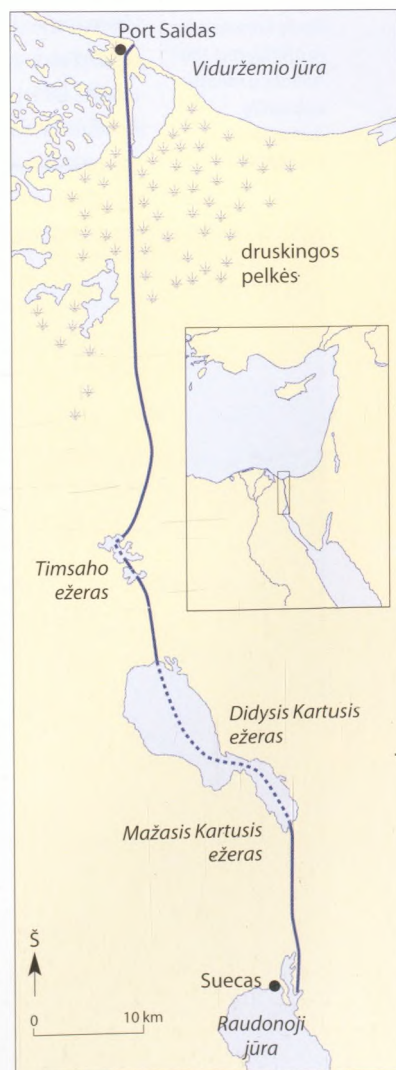 Port Saidas
Viduržemio jūra
druskingos
pelkės
Timsaho
ežeras
Didysis Kartusis
ežeras
Mažasis Kartusis
ežeras
Š
Suecas
0 10 km
Raudonoji
jūra